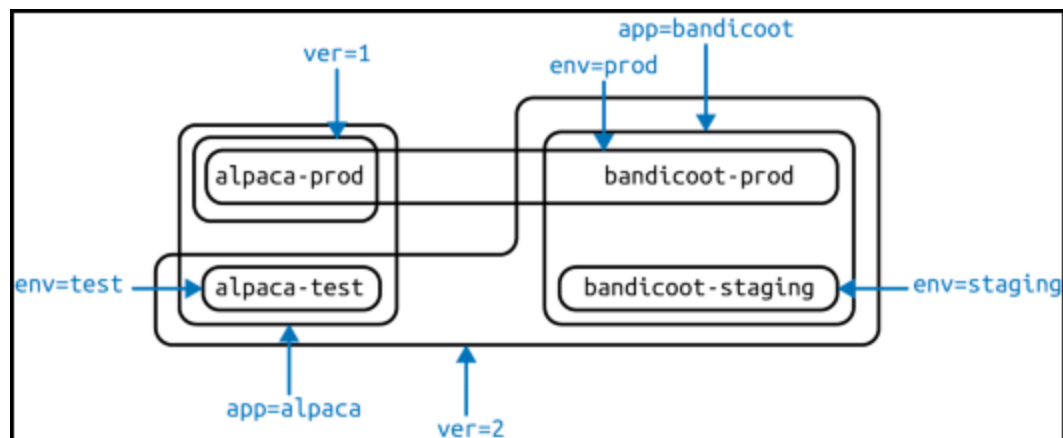 app=bandicoot
ver=1
env=prod
alpaca-prod
bandicoot-prod
env=test
alpaca-test
bandicoot-staging
env=staging
app=alpaca
ver=2